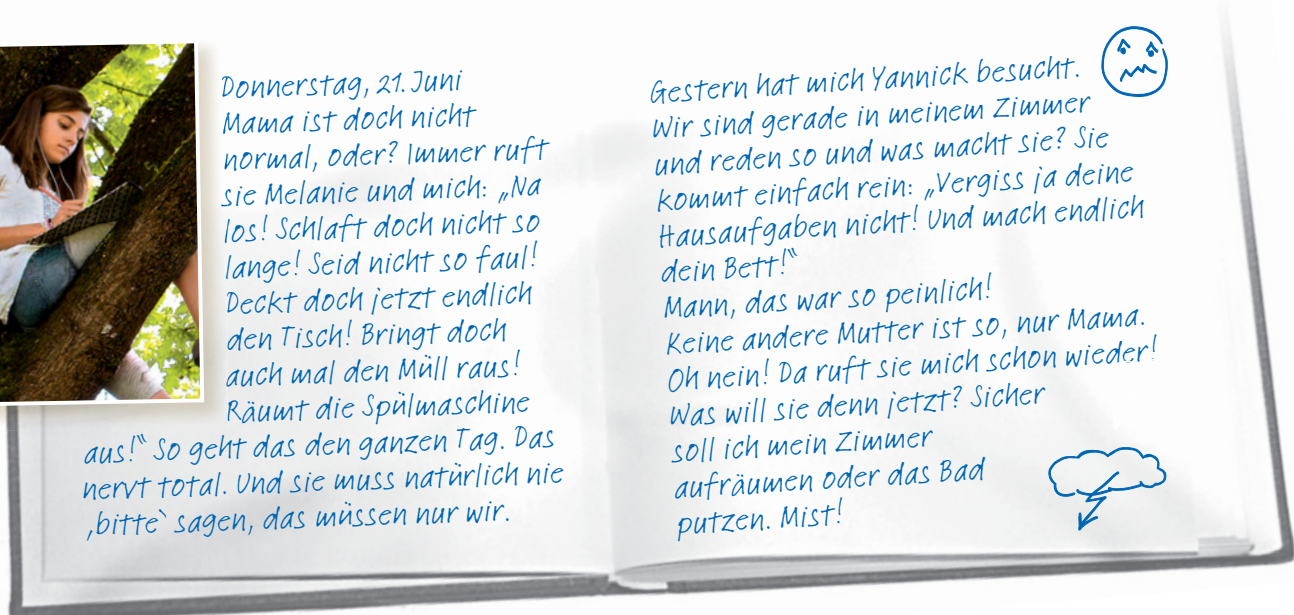 Donnerstag, 21. Juni
Mama ist doch nicht
normal, oder? Immer ruft
sie Melanie und mich: „Na
los! Schlaft doch nicht so
lange! Seid nicht so faul!
Deckt doch jetzt endlich
den Tisch! Bringt doch
auch mal den Müll raus!
Räumt die Spülmaschine
aus!“ So geht das den ganzen Tag. Das
nervt total. Und sie muss natürlich nie
‚bitte‘ sagen, das müssen nur wir.
Gestern hat mich Yannick besucht.
Wir sind gerade in meinem Zimmer
und reden so und was macht sie? Sie
kommt einfach rein: „Vergiss ja deine
Hausaufgaben nicht! Und mach endlich
dein Bett!“
Mann, das war so peinlich!
Keine andere Mutter ist so, nur Mama.
Oh nein! Da ruft sie mich schon wieder!
Was will sie denn jetzt? Sicher
soll ich mein Zimmer
aufräumen oder das Bad
putzen. Mist!